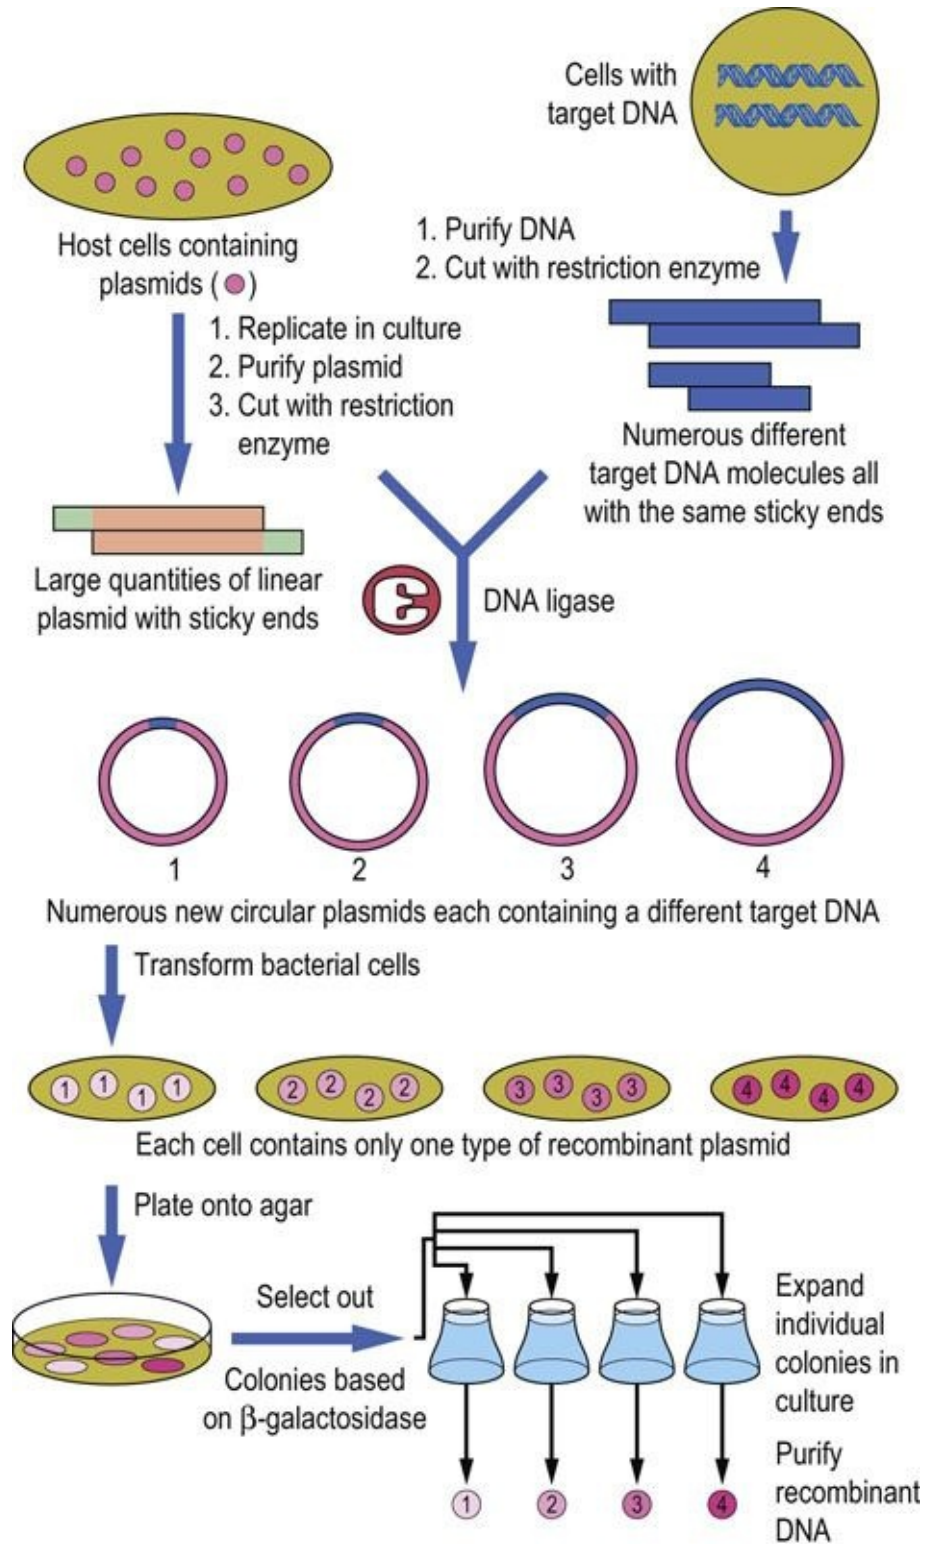 Cells with
target DNA
Host cells containing
plasmids ( )
1. Purify DNA
2. Cut with restriction enzyme
1. Replicate in culture
2. Purify plasmid
3. Cut with restriction
enzyme
Numerous different
target DNA molecules all
with the same sticky ends
Large quantities of linear
plasmid with sticky ends
DNA ligase
1 2 3 4
Numerous new circular plasmids each containing a different target DNA
Transform bacterial cells
1 1 1 1 2 2 2 2 3 3 3 3 4 4 4 4
Each cell contains only one type of recombinant plasmid
Plate onto agar
Select out
Colonies based
on β-galactosidase
Expand
individual
colonies in
culture
1 2 3 4
Purify
recombinant
DNA